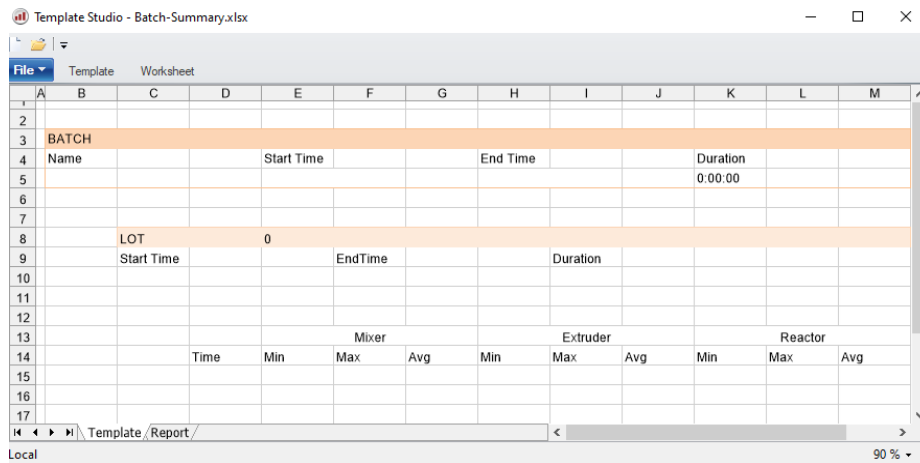 Template Studio - Batch-Summary.xlsx
File Template Worksheet
A B C D E F G H I J K L M
2
3 BATCH
4 Name Start Time End Time Duration
5 0:00:00
6
7
8 LOT 0
9 Start Time EndTime Duration
10
11
12
13 Mixer Extruder Reactor
14 Time Min Max Avg Min Max Avg Min Max Avg
15
16
17
Template Report
Local 90 %